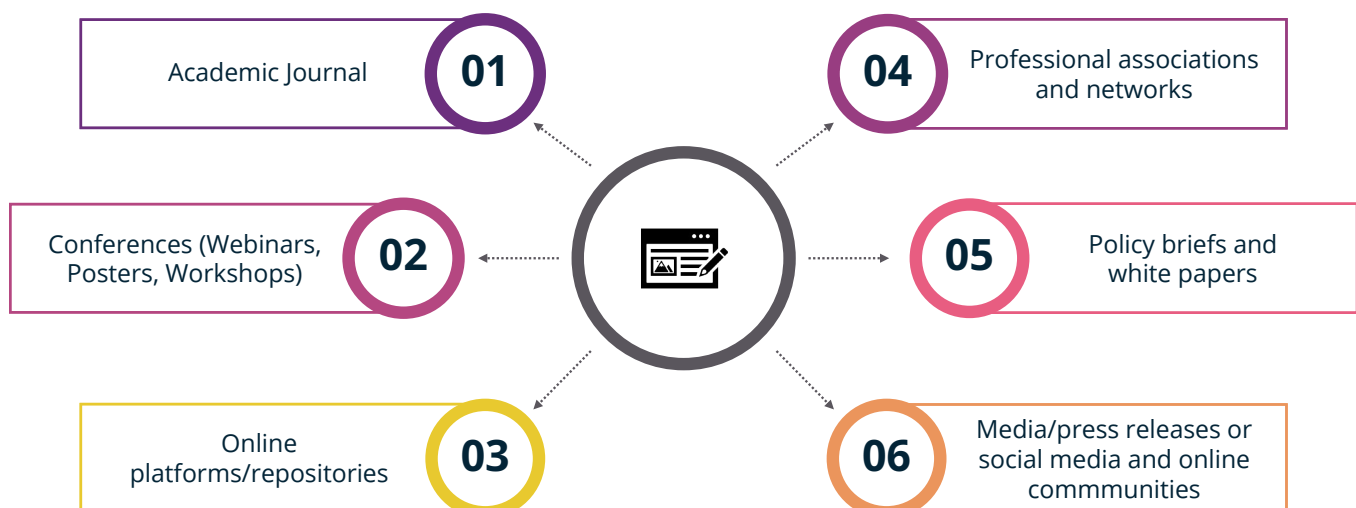 Academic Journal
01
Conferences (Webinars,
Posters, Workshops)
02
Online
platforms/repositories
03
04
Professional associations
and networks
05
Policy briefs and
white papers
06
Media/press releases or
social media and online
commmunities